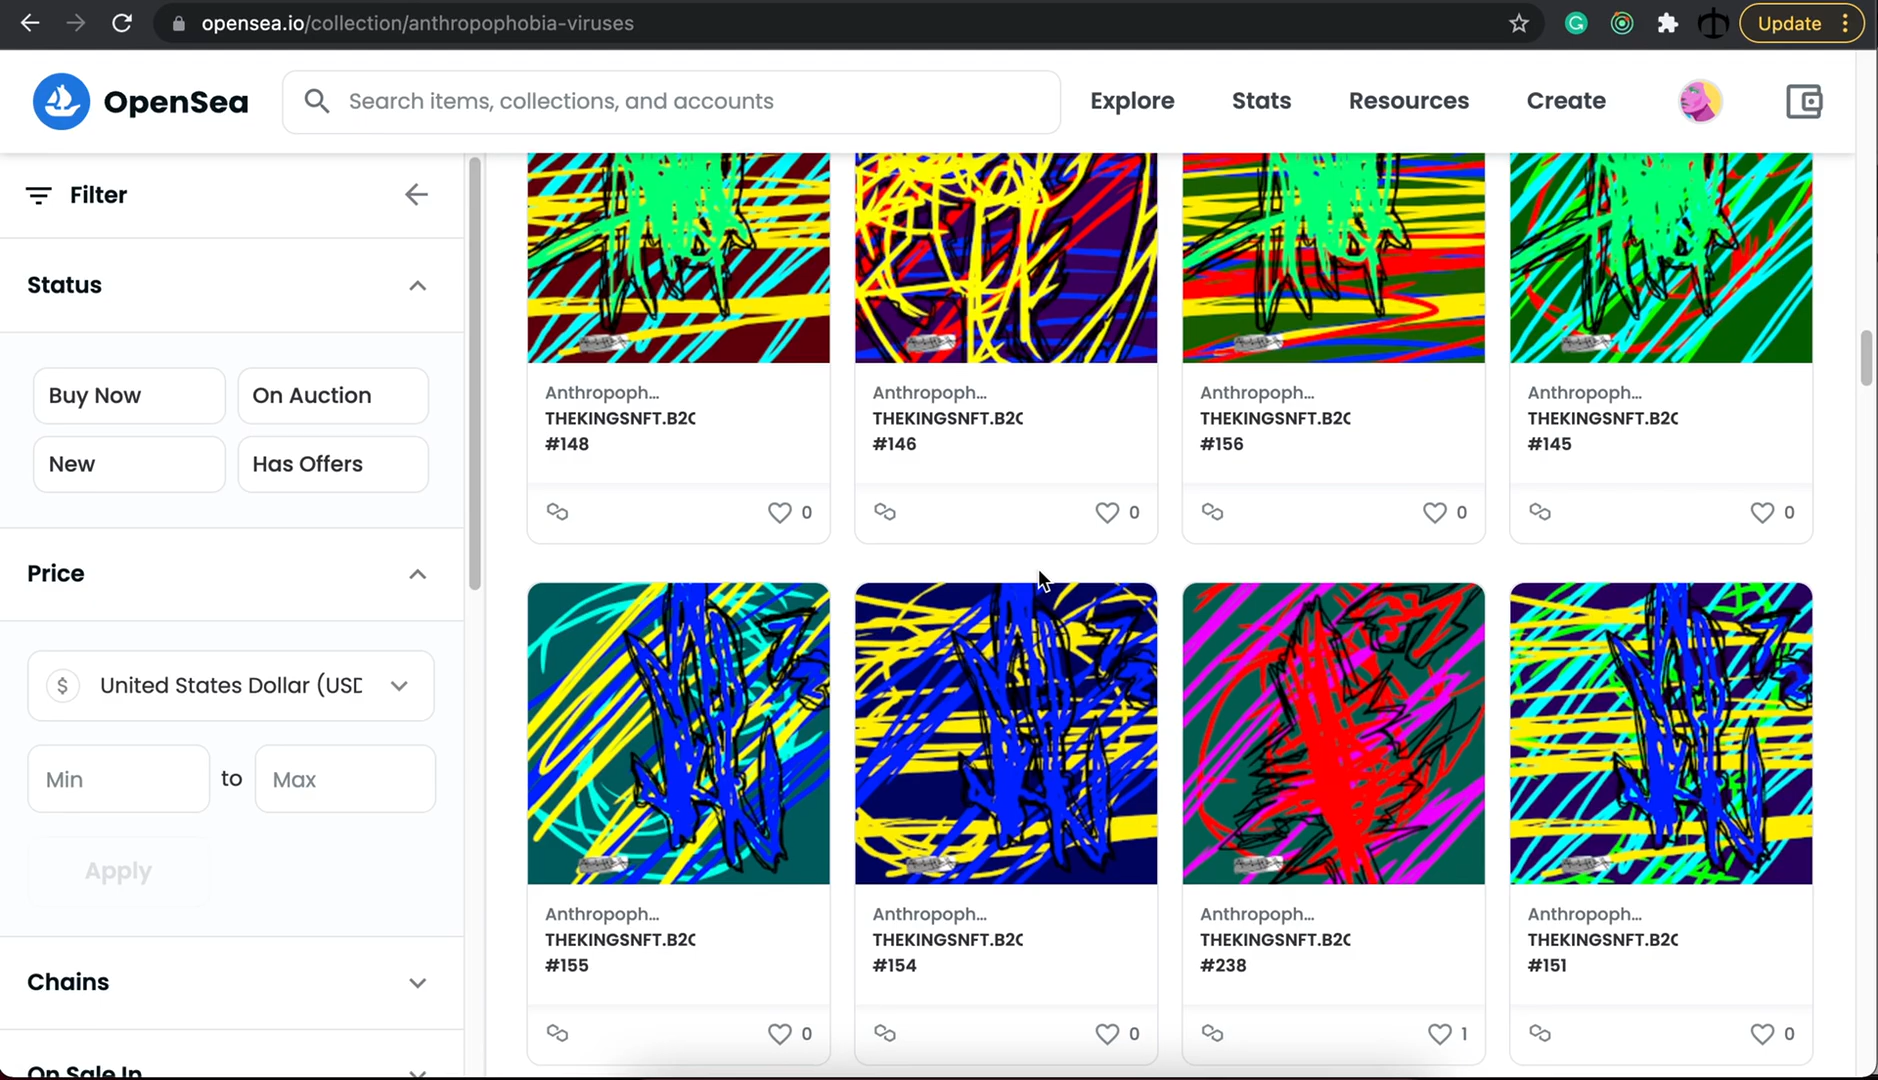 opensea.io/collection/anthropophobia-viruses
Update
OpenSea
Search items, collections, and accounts
Explore
Stats
Resources
Create
Filter
Status
Buy Now
On Auction
New
Has Offers
Price
$ United States Dollar (USD
Min
to
Max
Apply
Chains
On Sale In
Anthropoph...
THEKINGSNFT.B2C
#148
0
Anthropoph...
THEKINGSNFT.B2C
#146
0
Anthropoph...
THEKINGSNFT.B2C
#156
0
Anthropoph...
THEKINGSNFT.B2C
#145
0
Anthropoph...
THEKINGSNFT.B2C
#155
0
Anthropoph...
THEKINGSNFT.B2C
#154
0
Anthropoph...
THEKINGSNFT.B2C
#238
1
Anthropoph...
THEKINGSNFT.B2C
#151
0